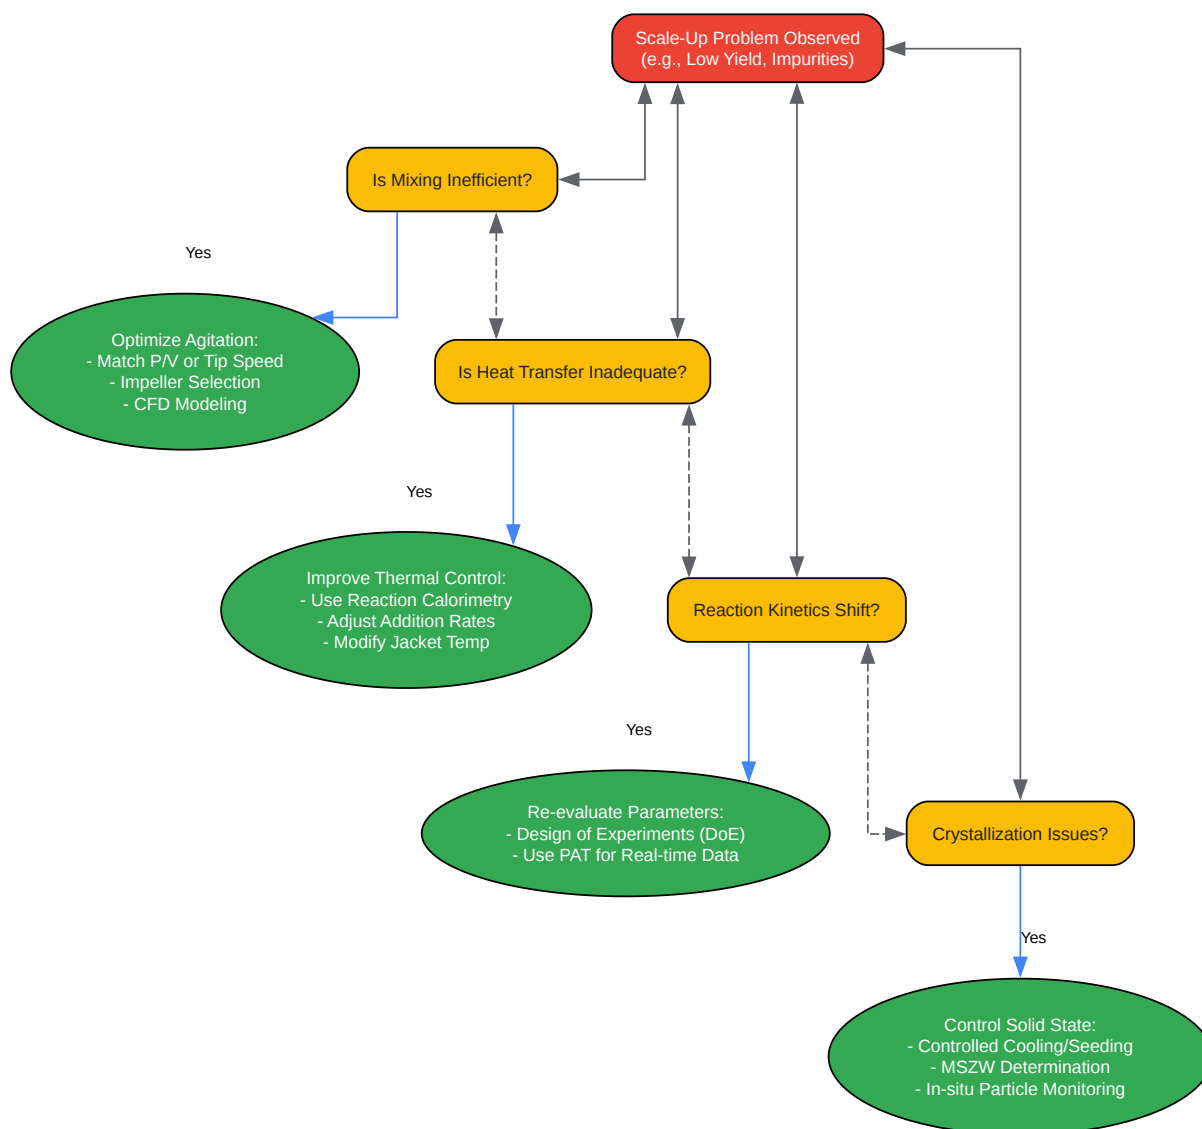 Scale-Up Problem Observed
(e.g., Low Yield, Impurities)
Is Mixing Inefficient?
Yes
Optimize Agitation:
- Match P/V or Tip Speed
- Impeller Selection
- CFD Modeling
Is Heat Transfer Inadequate?
Yes
Improve Thermal Control:
- Use Reaction Calorimetry
- Adjust Addition Rates
- Modify Jacket Temp
Reaction Kinetics Shift?
Yes
Re-evaluate Parameters:
- Design of Experiments (DoE)
- Use PAT for Real-time Data
Crystallization Issues?
Yes
Control Solid State:
- Controlled Cooling/Seeding
- MSZW Determination
- In-situ Particle Monitoring